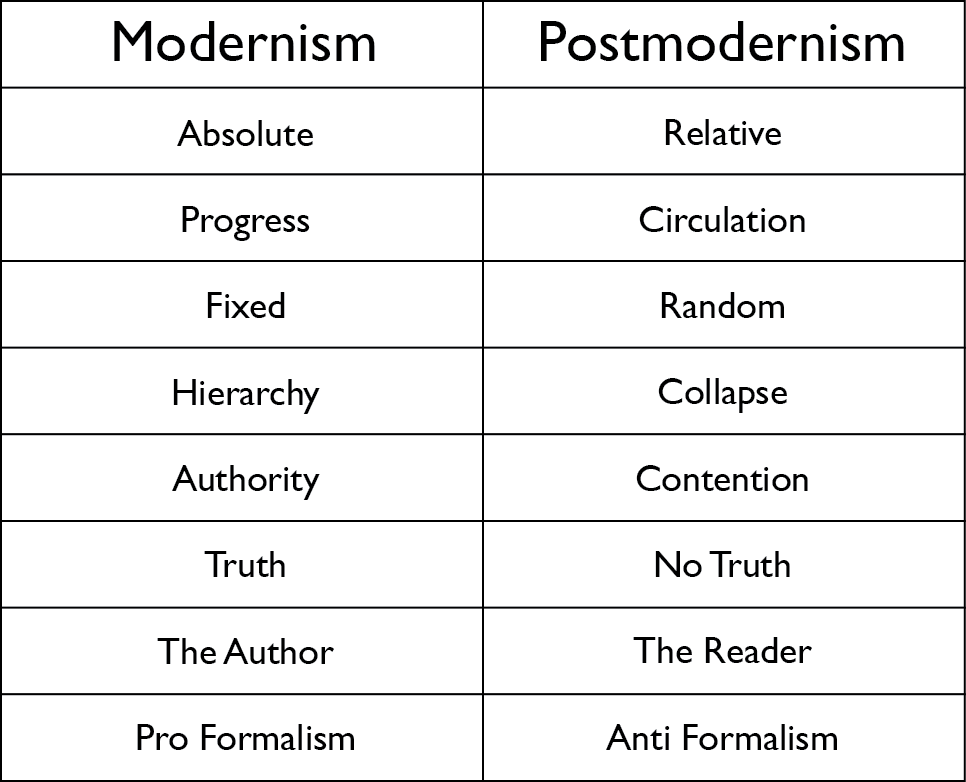 Modernism Postmodernism
Absolute Relative
Progress Circulation
Fixed Random
Hierarchy Collapse
Authority Contention
Truth No Truth
The Author The Reader
Pro Formalism Anti Formalism